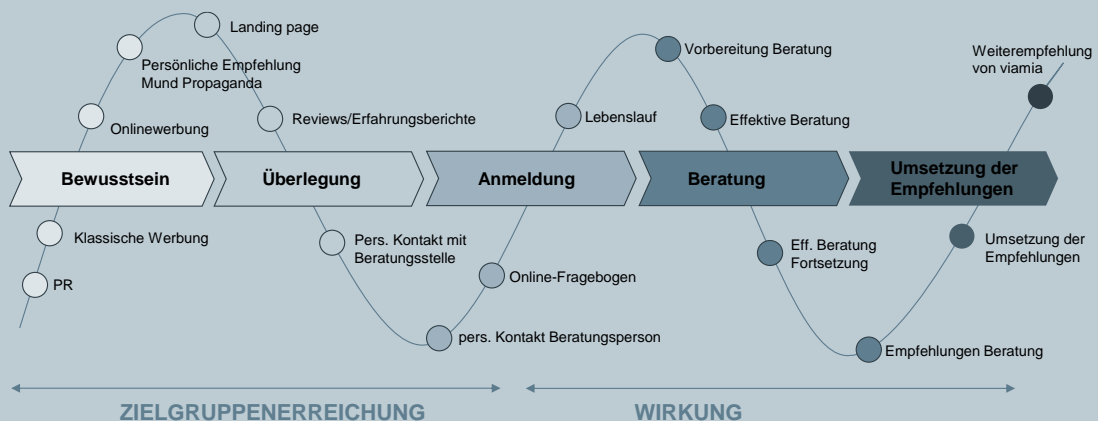 Landing page
Persönliche Empfehlung
Mund Propaganda
Onlinewerbung
Reviews/Erfahrungsberichte
Vorbereitung Beratung
Lebenslauf
Effektive Beratung
Weiterempfehlung
von viamia
Bewusstsein
Überlegung
Anmeldung
Beratung
Umsetzung der
Empfehlungen
Klassische Werbung
PR
Pers. Kontakt mit
Beratungsstelle
Online-Fragebogen
pers. Kontakt Beratungsperson
Eff. Beratung
Fortsetzung
Umsetzung der
Empfehlungen
Empfehlungen Beratung
ZIELGRUPPENERREICHUNG
WIRKUNG